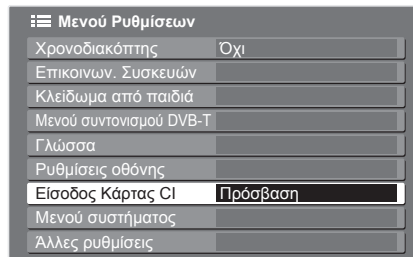 Μενού Ρυθμίσεων
Χρονοδιακόπτης Όχι
Επικοινων. Συσκευών
Κλείδωμα από παιδιά
Μενού συντονισμού DVB-T
Γλώσσα
Ρυθμίσεις οθόνης
Είσοδος Κάρτας CI Πρόσβαση
Μενού συστήματος
Άλλες ρυθμίσεις